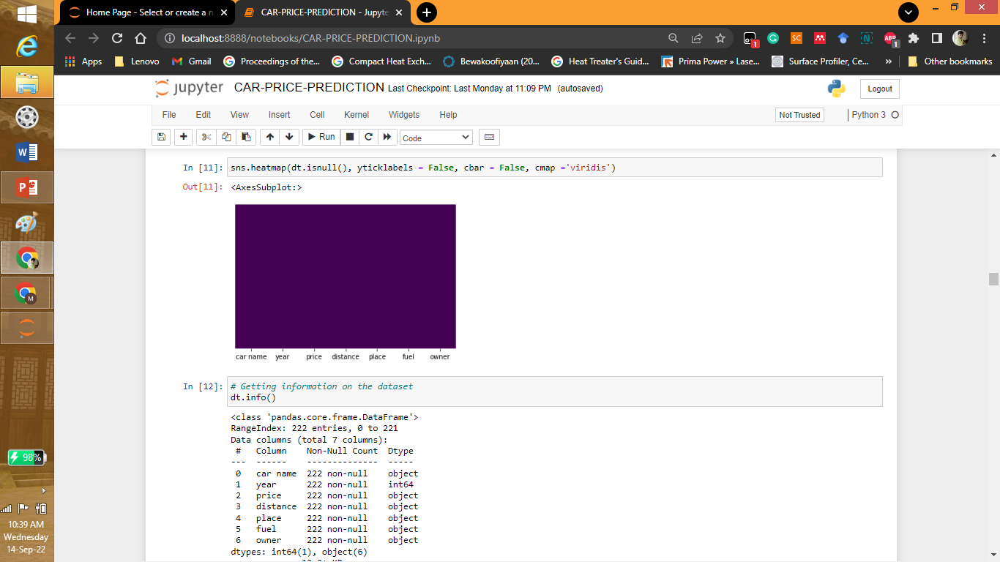 Home Page - Select or create a n
CAR-PRICE-PREDICTION - Jupyte
localhost:8888/notebooks/CAR-PRICE-PREDICTION.ipynb
SC
1
ABP
1
Apps
Lenovo
Gmail
Proceedings of the...
Compact Heat Exch...
Bewakoofiyaan (20...
Heat Treater's Guid...
Prima Power » Lase...
Surface Profiler, Ce...
»
Other bookmarks
jupyter CAR-PRICE-PREDICTION Last Checkpoint: Last Monday at 11:09 PM (autosaved)
Logout
File Edit View Insert Cell Kernel Widgets Help
Not Trusted
Python 3
Run
Code
In [11]: sns.heatmap(dt.isnull(), yticklabels = False, cbar = False, cmap ='viridis')
Out[11]: <AxesSubplot:>
car name year price distance place fuel owner
In [12]: # Getting information on the dataset
dt.info()
<class 'pandas.core.frame.DataFrame'>
RangeIndex: 222 entries, 0 to 221
Data columns (total 7 columns):
# Column Non-Null Count Dtype
--- ------ -------------- -----
0 car name 222 non-null object
1 year 222 non-null int64
2 price 222 non-null object
3 distance 222 non-null object
4 place 222 non-null object
5 fuel 222 non-null object
6 owner 222 non-null object
dtypes: int64(1), object(6)
98%
10:39 AM
Wednesday
14-Sep-22